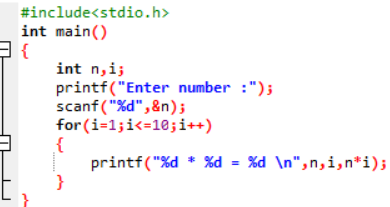 #include<stdio.h>
int main()
{
    int n,i;
    printf("Enter number :");
    scanf("%d",&n);
    for(i=1;i<=10;i++)
    {
        printf("%d * %d = %d \n",n,i,n*i);
    }
}